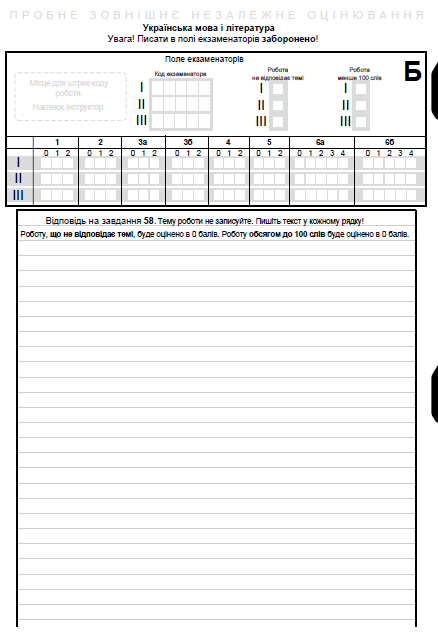 ПРОБНЕ ЗОВНІШНЄ НЕЗАЛЕЖНЕ ОЦІНЮВАННЯ
Українська мова і література
Увага! Писати в полі екзаменаторів заборонено!
Поле екзаменаторів
Б
Місце для штрих-коду
роботи.
Наклеює інструктор.
Код екзаменатора
I
II
III
Робота
не відповідає темі
I
II
III
Робота
менше 100 слів
I
II
III
1 2 3а 3б 4 5 6а 6б
0 1 2 0 1 2 0 1 2 0 1 2 0 1 2 0 1 2 0 1 2 3 4 0 1 2 3 4
I
II
III
Відповідь на завдання 58. Тему роботи не записуйте. Пишіть текст у кожному рядку!
Роботу, що не відповідає темі, буде оцінено в 0 балів. Роботу обсягом до 100 слів буде оцінено в 0 балів.